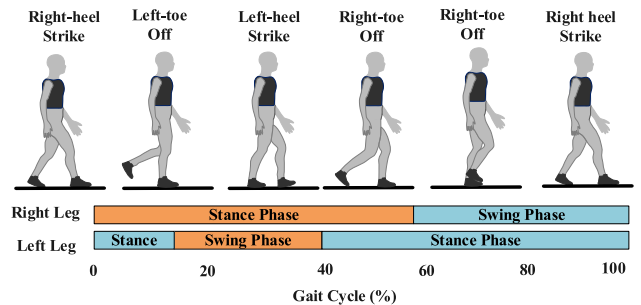 Right-heel Strike
Left-toe Off
Left-heel Strike
Right-toe Off
Right-toe Off
Right heel Strike
Right Leg
Stance Phase
Swing Phase
Left Leg
Stance
Swing Phase
Stance Phase
0
20
40
60
80
100
Gait Cycle (%)